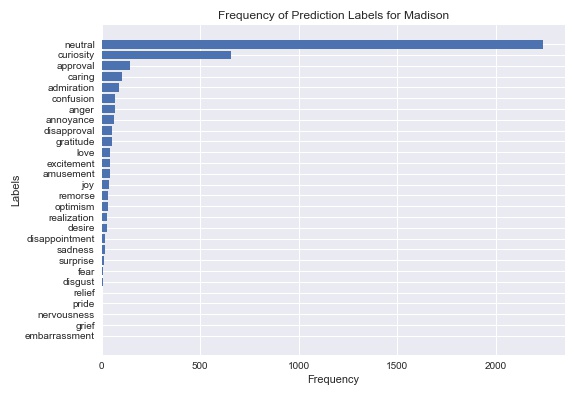 Frequency of Prediction Labels for Madison
neutral
curiosity
approval
caring
admiration
confusion
anger
annoyance
disapproval
gratitude
love
excitement
amusement
joy
remorse
optimism
realization
desire
disappointment
sadness
surprise
fear
disgust
relief
pride
nervousness
grief
embarrassment
Labels
0 500 1000 1500 2000
Frequency